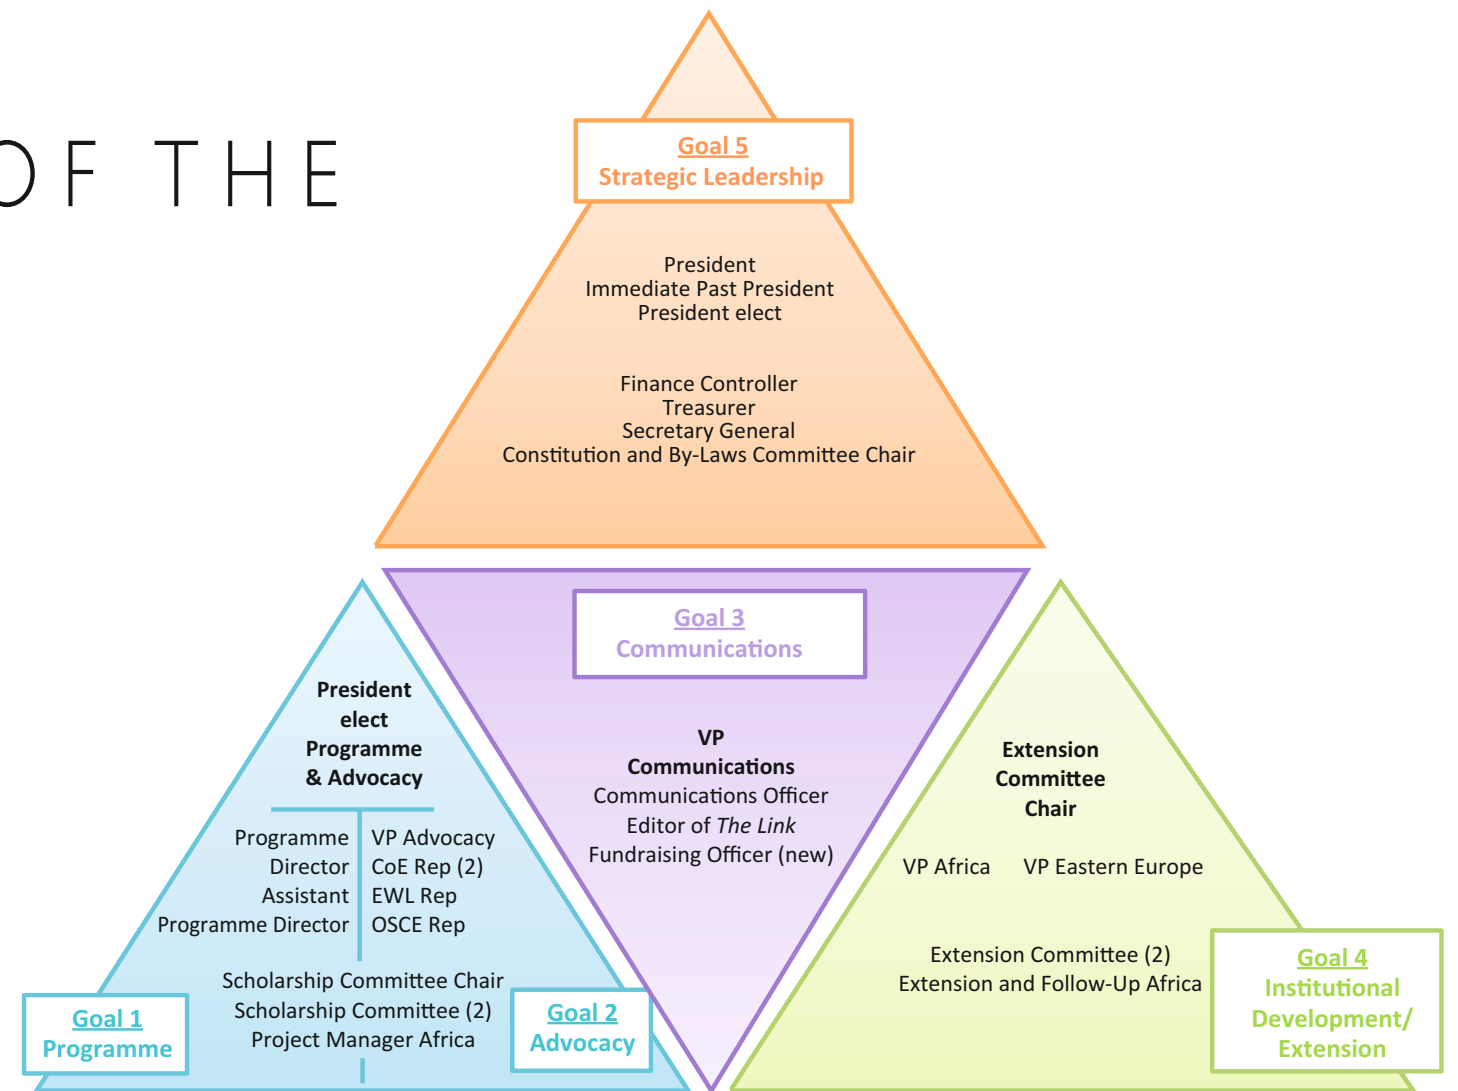 OF THE
Goal 5
Strategic Leadership
President
Immediate Past President
President elect
Finance Controller
Treasurer
Secretary General
Constitution and By-Laws Committee Chair
Goal 3
Communications
VP
Communications
Communications Officer
Editor of The Link
Fundraising Officer (new)
President
elect
Programme
& Advocacy
Programme
Director
Assistant
Programme Director
VP Advocacy
CoE Rep (2)
EWL Rep
OSCE Rep
Scholarship Committee Chair
Scholarship Committee (2)
Project Manager Africa
Goal 1
Programme
Goal 2
Advocacy
Extension
Committee
Chair
VP Africa VP Eastern Europe
Extension Committee (2)
Extension and Follow-Up Africa
Goal 4
Institutional
Development/
Extension